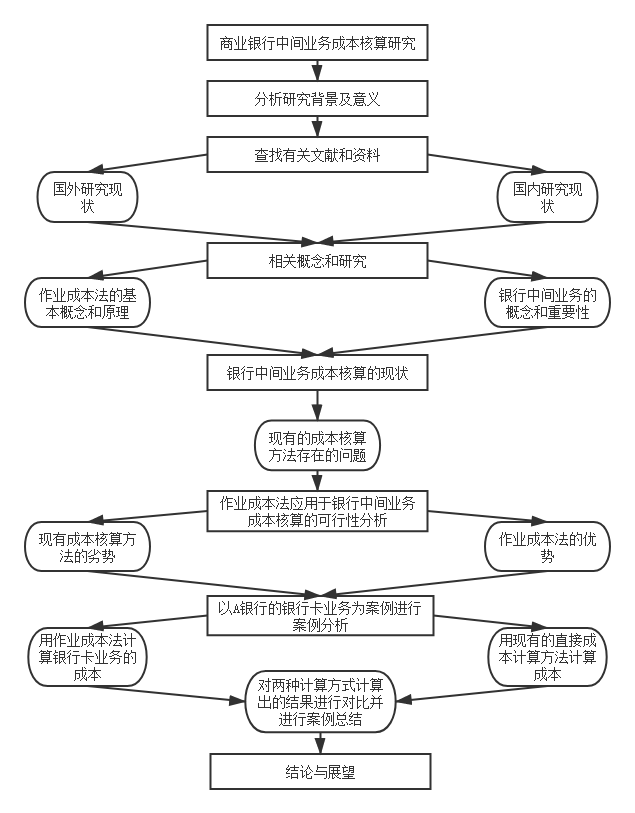 商业银行中间业务成本核算研究
分析研究背景及意义
查找有关文献和资料
国外研究现
状
国内研究现
状
相关概念和研究
作业成本法的基
本概念和原理
银行中间业务的
概念和重要性
银行中间业务成本核算的现状
现有的成本核算
方法存在的问题
作业成本法应用于银行中间业务
成本核算的可行性分析
现有成本核算方
法的劣势
作业成本法的优
势
以A银行的银行卡业务为案例进行
案例分析
用作业成本法计
算银行卡业务的
成本
用现有的直接成
本计算方法计算
成本
对两种计算方式计算
出的结果进行对比并
进行案例总结
结论与展望